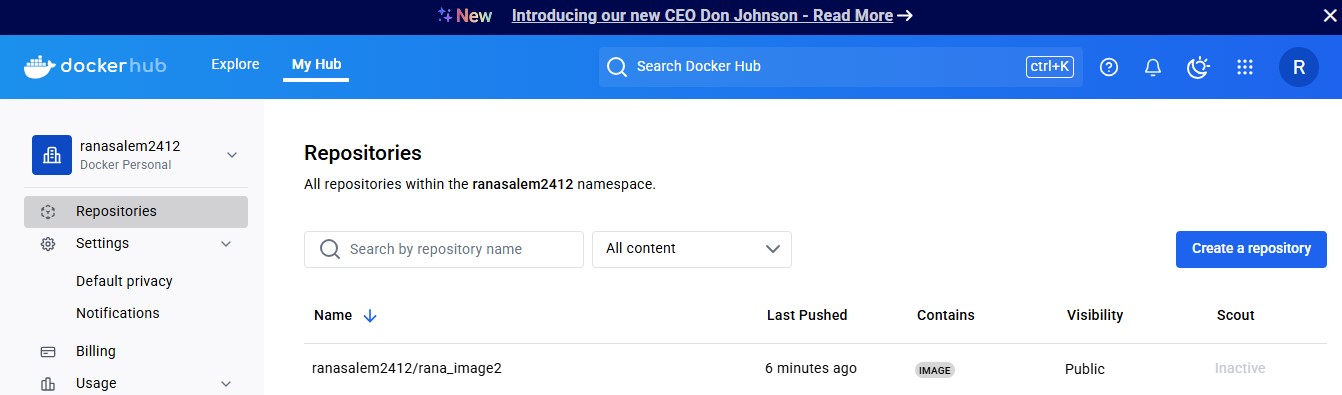 New Introducing our new CEO Don Johnson - Read More
dockerhub Explore My Hub Search Docker Hub ctrl+K R
ranasalem2412
Docker Personal
Repositories
Settings
Default privacy
Notifications
Billing
Usage
Repositories
All repositories within the ranasalem2412 namespace.
Search by repository name All content Create a repository
Name Last Pushed Contains Visibility Scout
ranasalem2412/rana_image2 6 minutes ago IMAGE Public Inactive